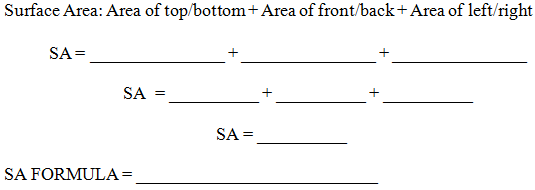 Surface Area: Area of top/bottom + Area of front/back + Area of left/right
SA = _______________ + _______________ + _______________
SA = __________ + __________ + __________
SA = __________
SA FORMULA = ___________________________